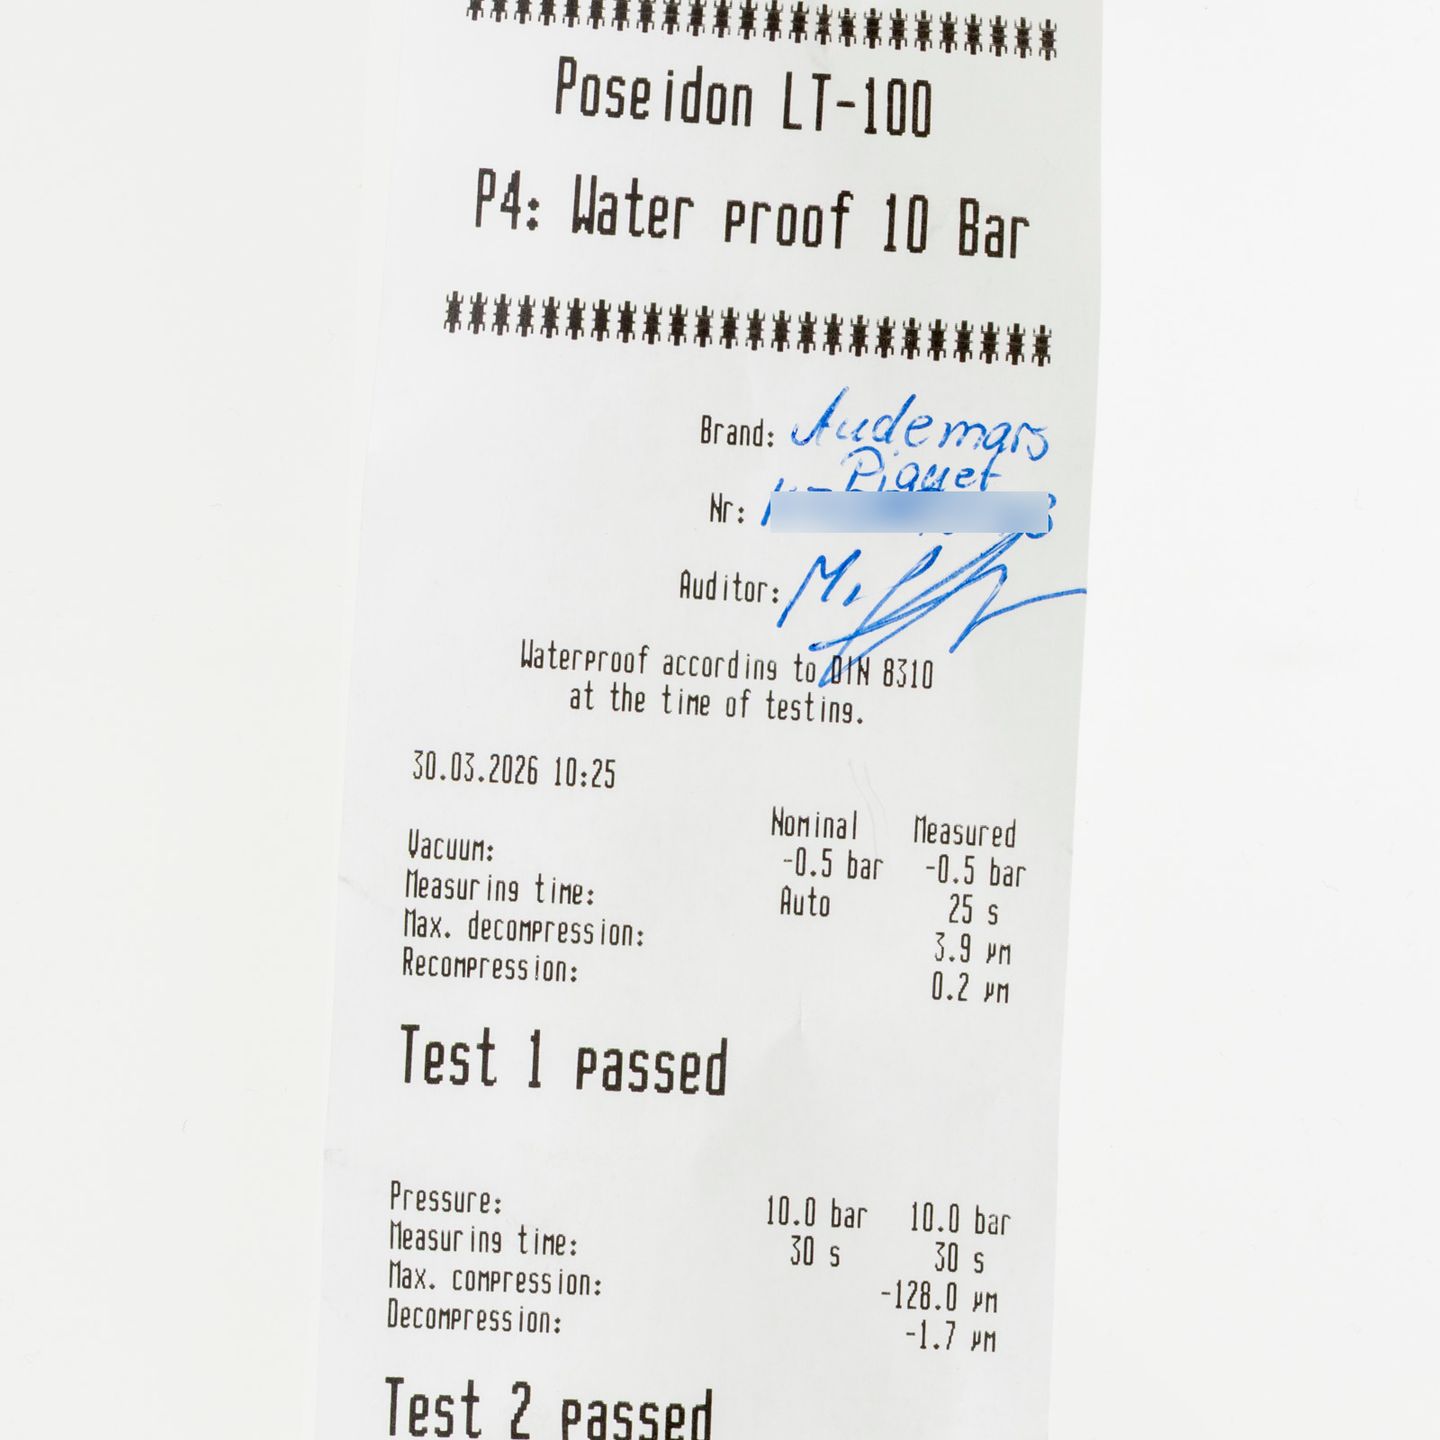 Poseidon LT-100
P4: Water proof 10 Bar
Brand: Audemars
Piguet
Nr:
Auditor: M.
Waterproof according to DIN 8310
at the time of testing.
30.03.2026 10:25
Nominal Measured
Vacuum: -0.5 bar -0.5 bar
Measuring time: Auto 25 s
Max. decompression: 3.9 µm
Recompression: 0.2 µm
Test 1 passed
Pressure: 10.0 bar 10.0 bar
Measuring time: 30 s 30 s
Max. compression: -128.0 µm
Decompression: -1.7 µm
Test 2 passed